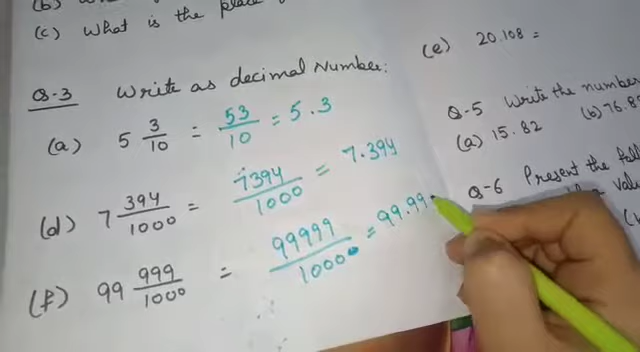 (c) What is the place
Q-3 Write as decimal Number:
(a) 5 3/10 = 53/10 = 5.3
(d) 7 394/1000 = 7394/1000 = 7.394
(f) 99 999/1000 = 99999/1000 = 99.99
(e) 20.108 =
Q-5 Write the number
(a) 15.82 (b) 76.8
Q-6 Present the